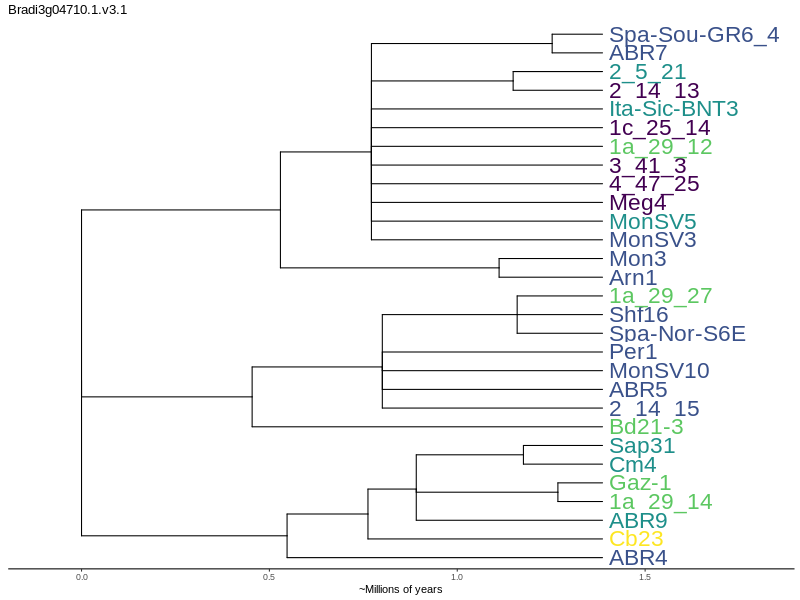 Bradi3g04710.1.v3.1
Spa-Sou-GR6_4
ABR7
2_5_21
2_14_13
Ita-Sic-BNT3
1c_25_14
1a_29_12
3_41_3
4_47_25
Meg4
MonSV5
MonSV3
Mon3
Arn1
1a_29_27
Shf16
Spa-Nor-S6E
Per1
MonSV10
ABR5
2_14_15
Bd21-3
Sap31
Cm4
Gaz-1
1a_29_14
ABR9
Cb23
ABR4
0.0 0.5 1.0 1.5
~Millions of years